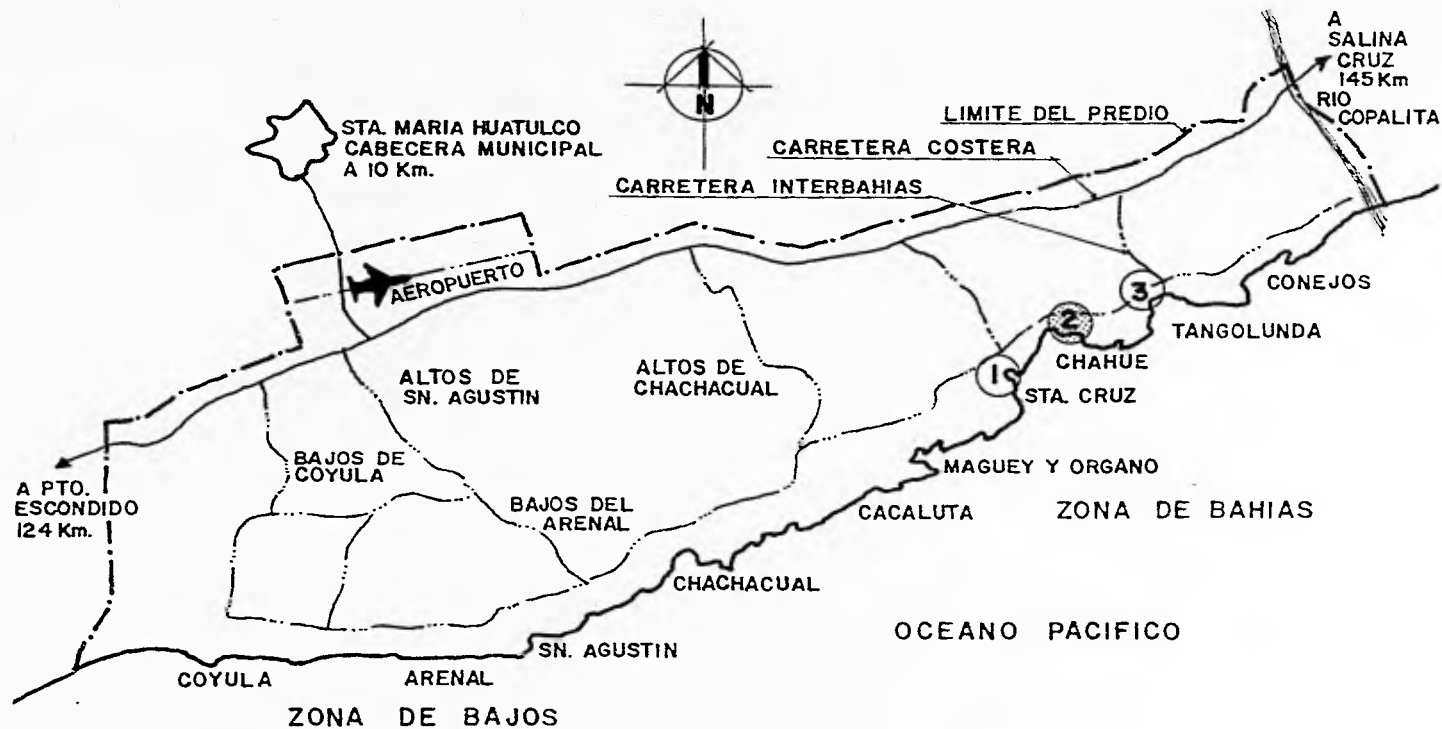 A
SALINA
CRUZ
145 Km
RIO
COPALITA
N
LIMITE DEL PREDIO
STA. MARIA HUATULCO
CABECERA MUNICIPAL
A 10 Km.
CARRETERA COSTERA
CARRETERA INTERBAHIAS
AEROPUERTO
CONEJOS
3
TANGOLUNDA
2
CHAHUE
1
STA. CRUZ
ALTOS DE
SN. AGUSTIN
ALTOS DE
CHACHACUAL
BAJOS DE
COYULA
MAGUEY Y ORGANO
A PTO.
ESCONDIDO
124 Km.
BAJOS DEL
ARENAL
CACALUTA
ZONA DE BAHIAS
CHACHACUAL
OCEANO PACIFICO
SN. AGUSTIN
COYULA
ARENAL
ZONA DE BAJOS